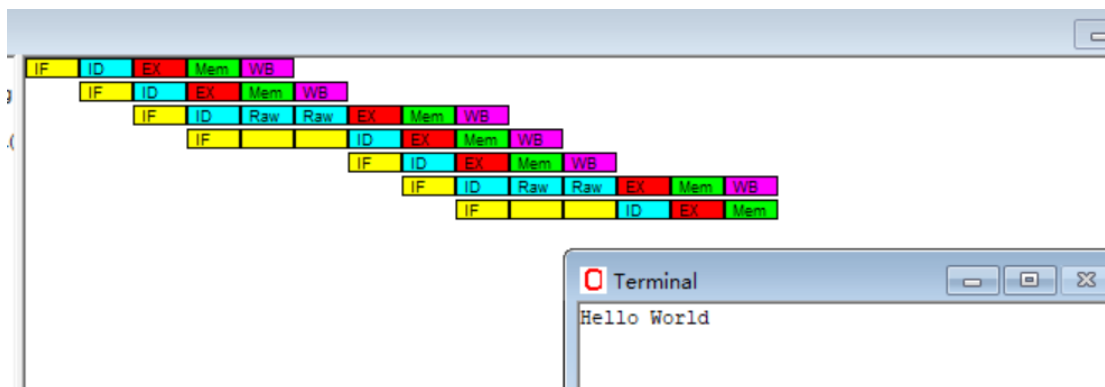 IF ID EX Mem WB
IF ID EX Mem WB
IF ID Raw Raw EX Mem WB
IF ID EX Mem WB
IF ID EX Mem WB
IF ID Raw Raw EX Mem WB
IF ID EX Mem
Terminal
Hello World